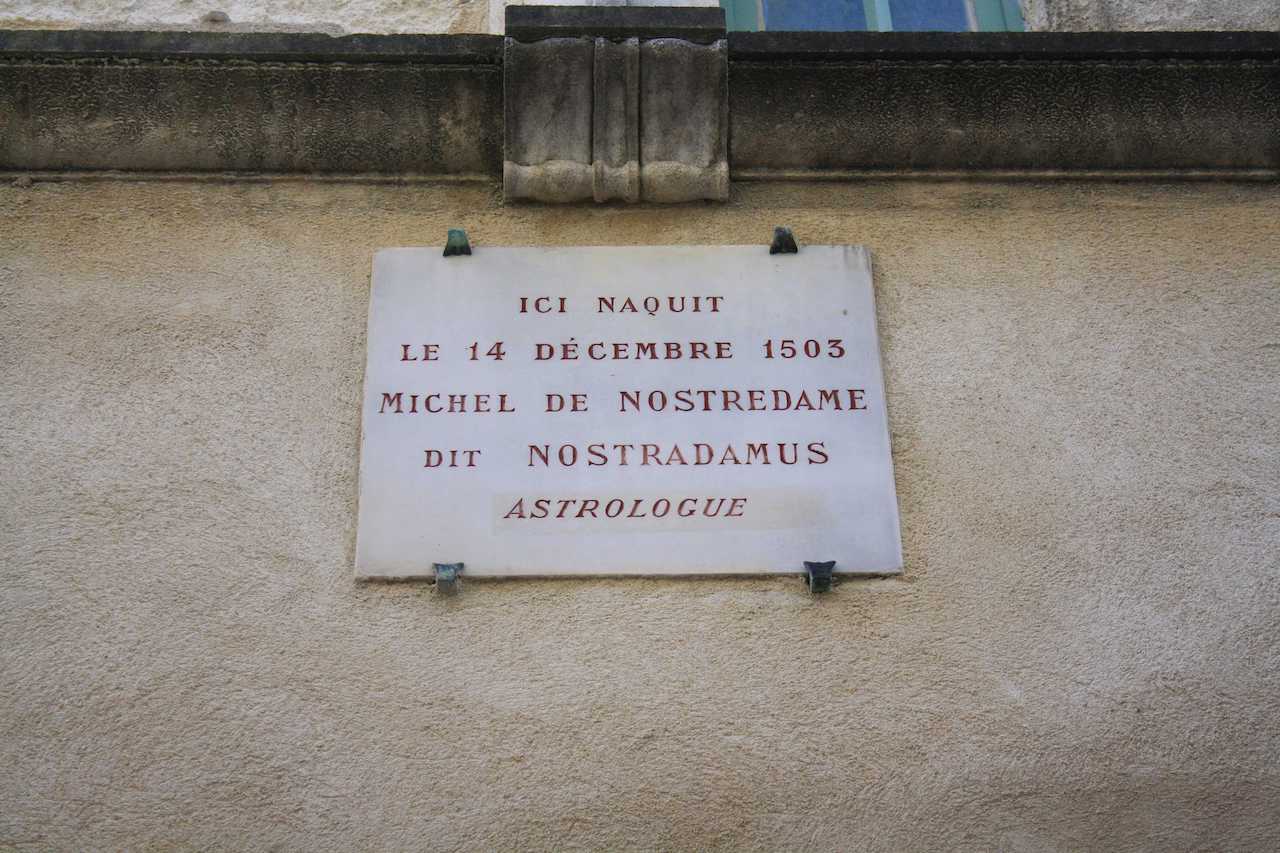 ICI NAQUIT
LE 14 DÉCEMBRE 1503
MICHEL DE NOSTREDAME
DIT NOSTRADAMUS
ASTROLOGUE